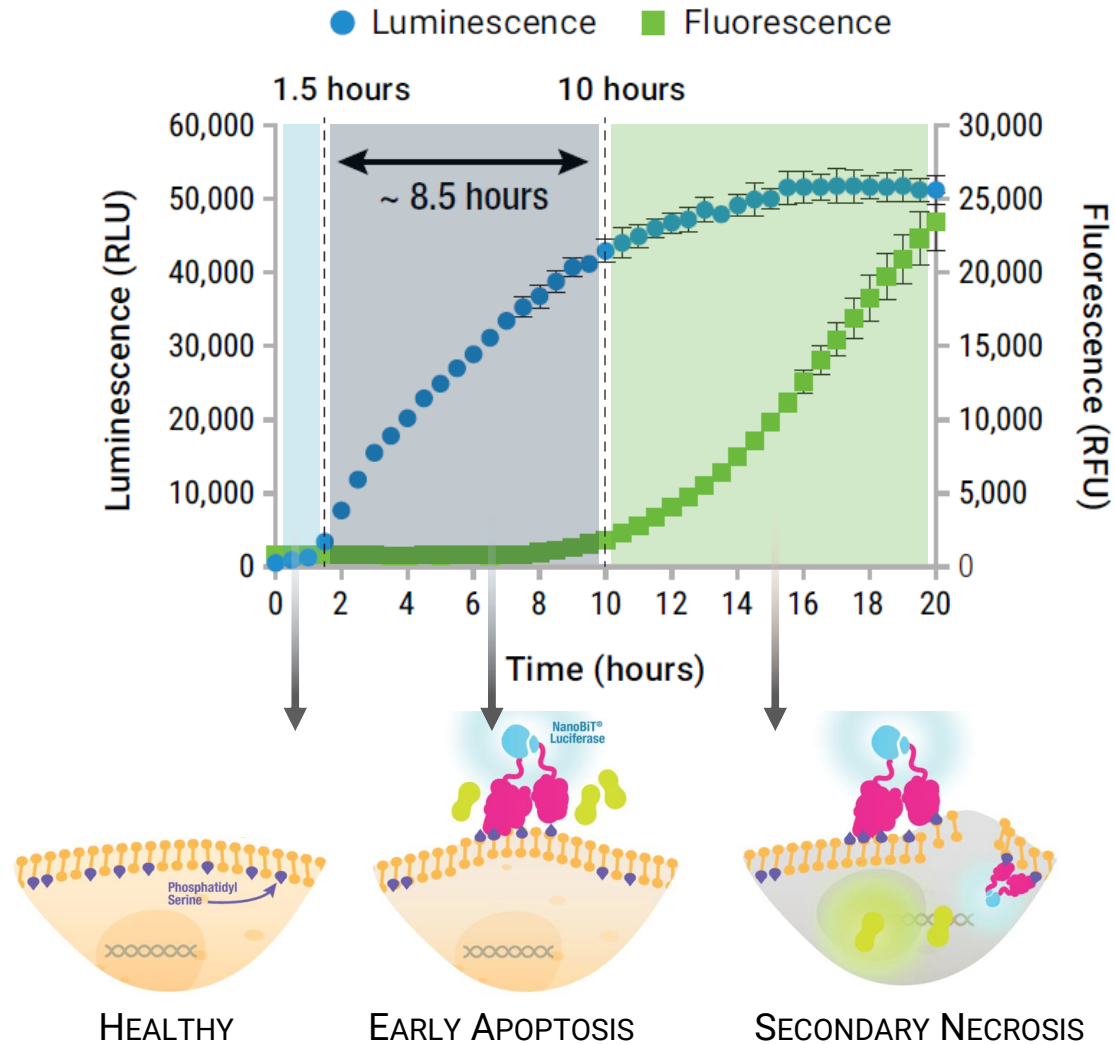 Luminescence Fluorescence
1.5 hours 10 hours
60,000 30,000
50,000 25,000
40,000 20,000
30,000 15,000
20,000 10,000
10,000 5,000
0 0
~ 8.5 hours
Luminescence (RLU)
Fluorescence (RFU)
0 2 4 6 8 10 12 14 16 18 20
Time (hours)
NanoBiT®
Luciferase
Phosphatidyl
Serine
HEALTHY EARLY APOPTOSIS SECONDARY NECROSIS